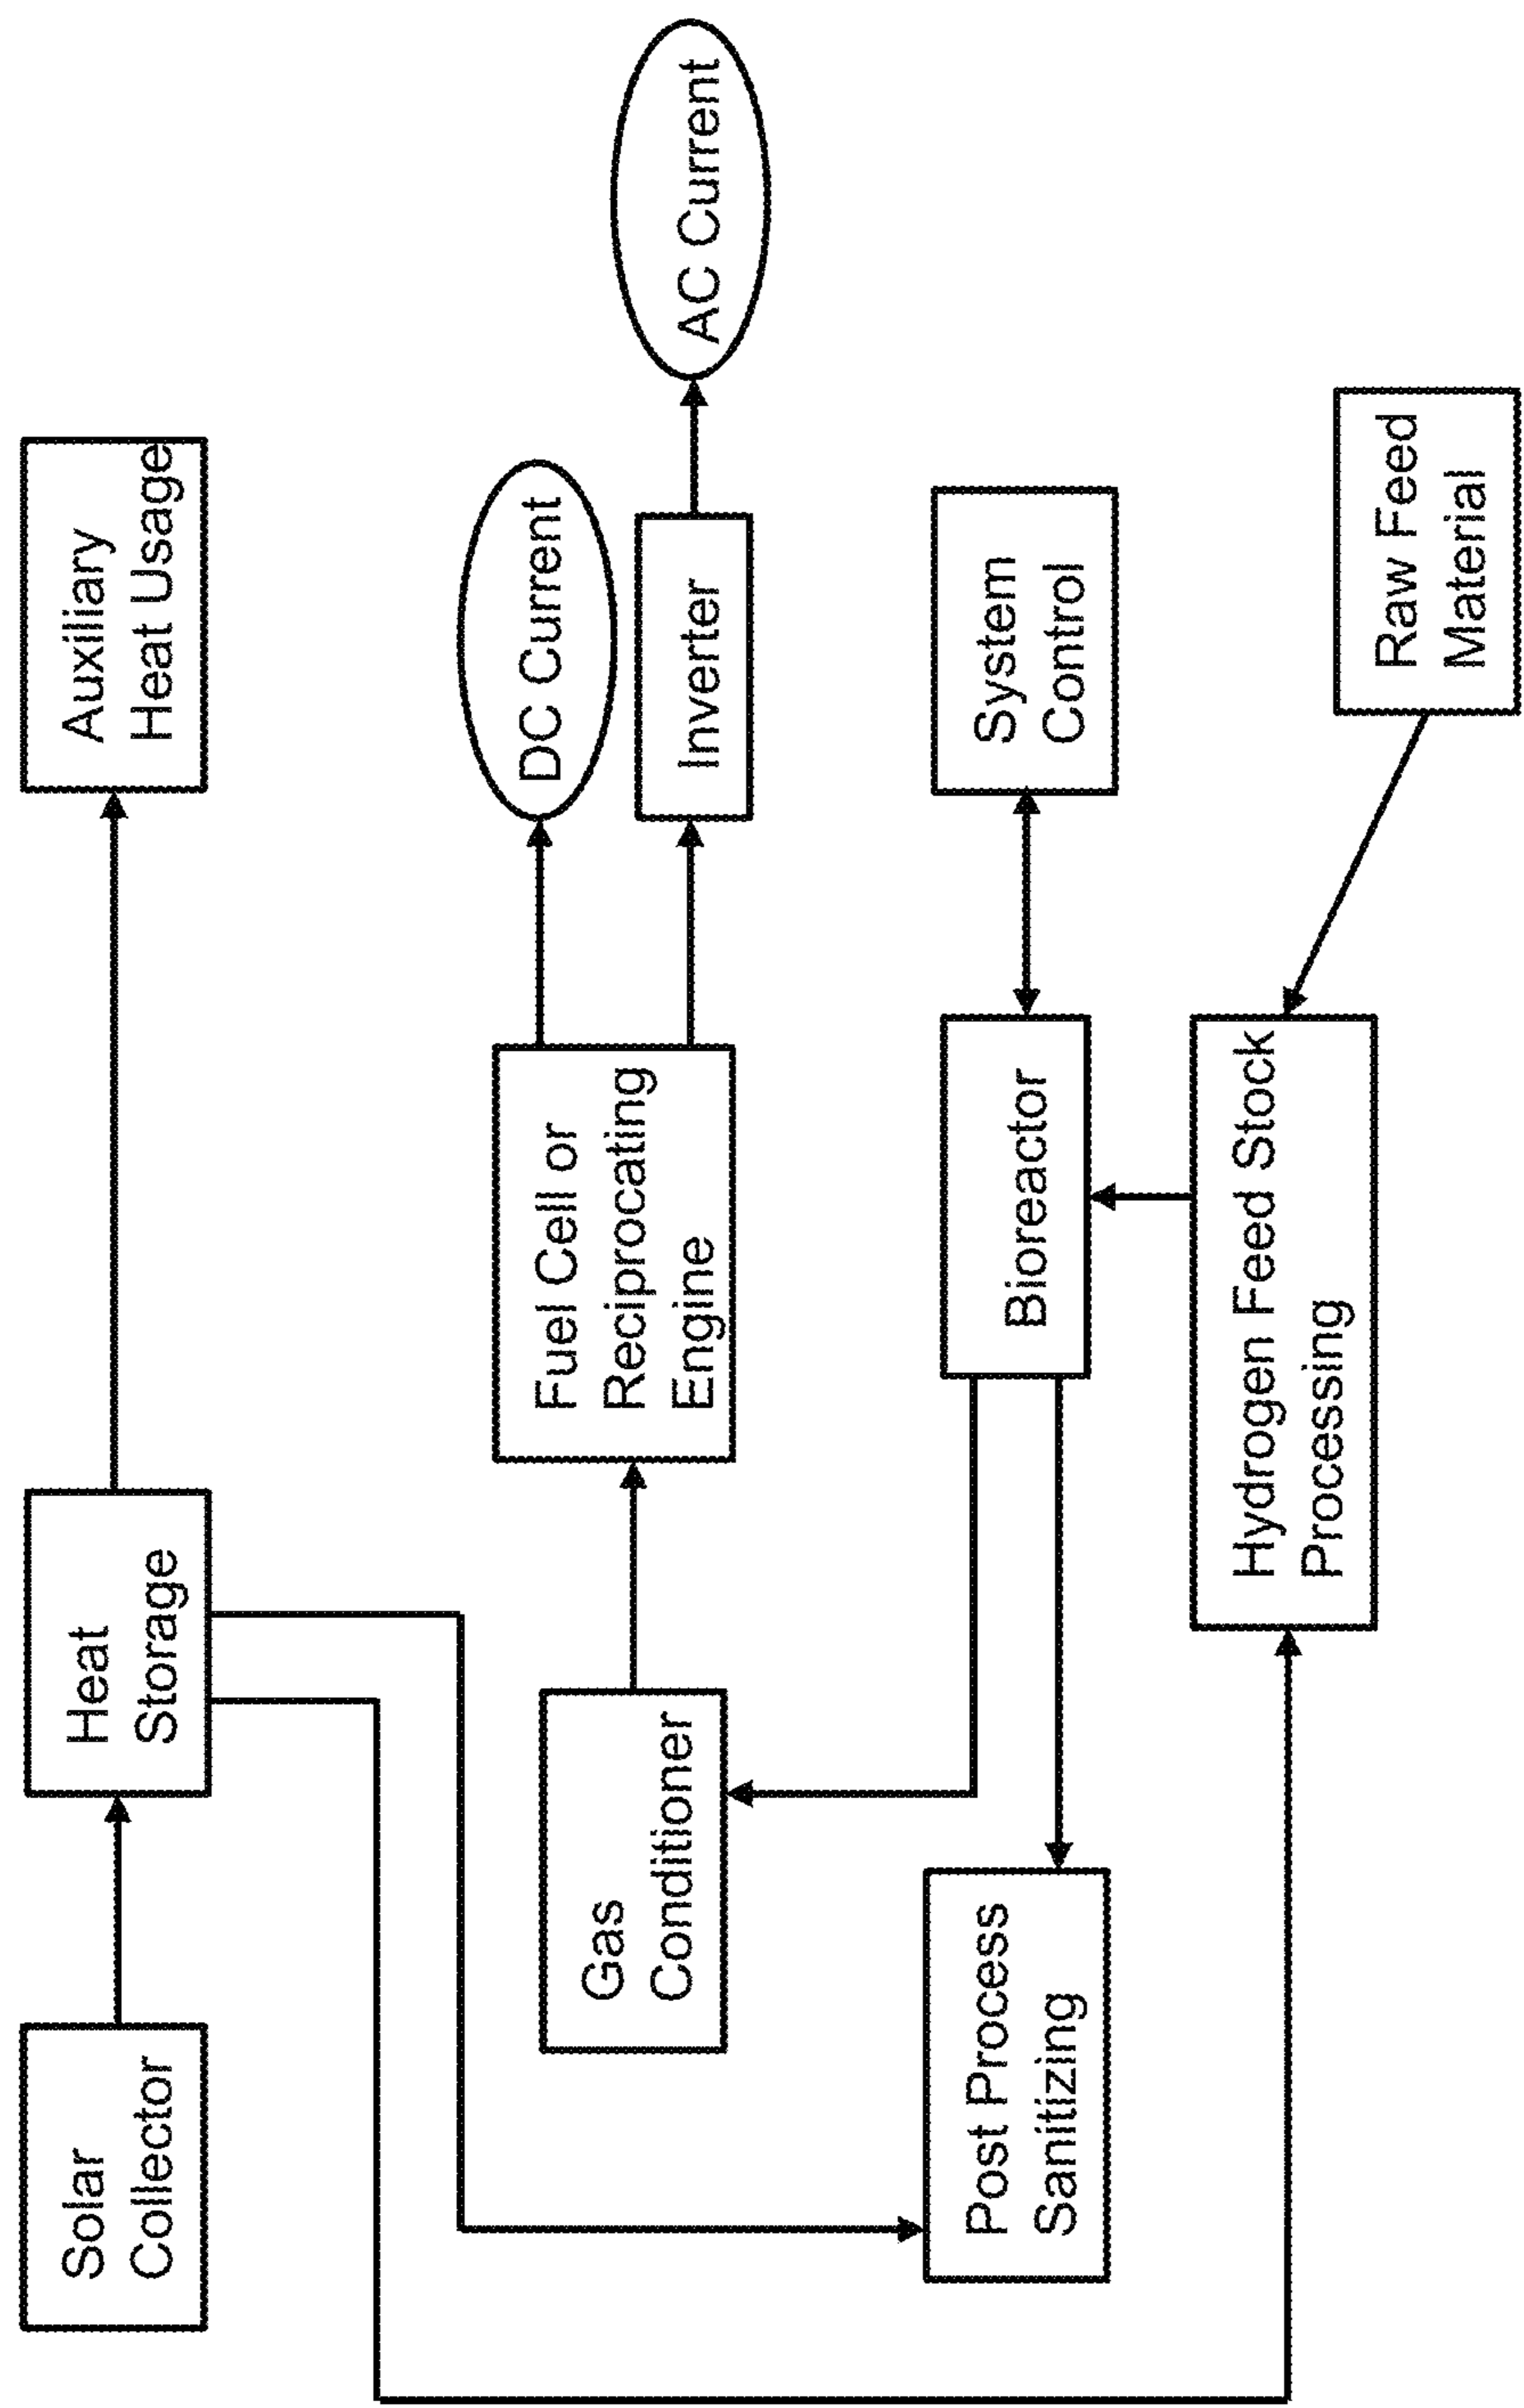 Solar
Collector
Heat
Storage
Auxiliary
Heat Usage
Gas
Conditioner
Fuel Cell or
Reciprocating
Engine
DC Current
Inverter
AC Current
Post Process
Sanitizing
Bioreactor
System
Control
Hydrogen Feed Stock
Processing
Raw Feed
Material